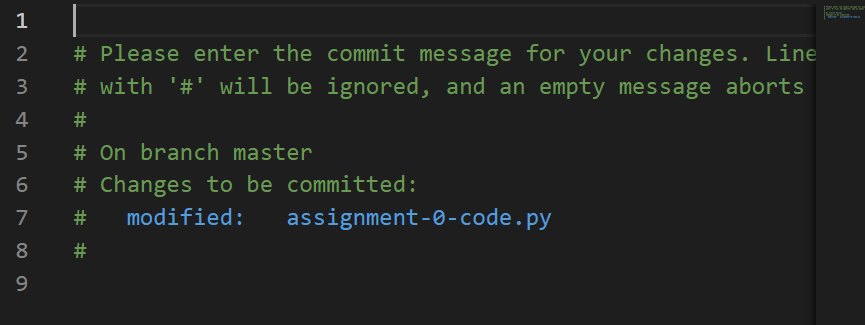 1
2 # Please enter the commit message for your changes. Line
3 # with '#' will be ignored, and an empty message aborts
4 #
5 # On branch master
6 # Changes to be committed:
7 #   modified:   assignment-0-code.py
8 #
9